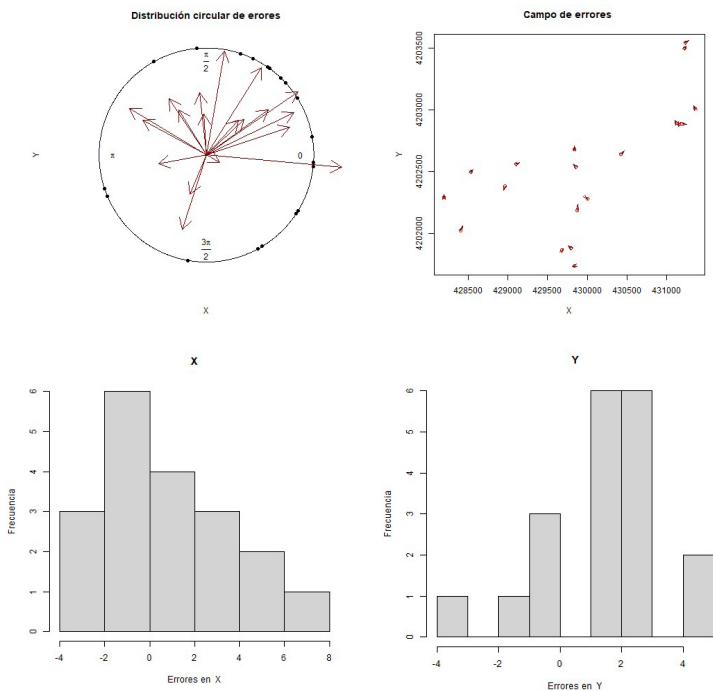 Distribución circular de erores
π
2
π
0
3π
2
Y
X
Campo de errores
4203500
4203000
4202500
4202000
Y
428500 429000 429500 430000 430500 431000
X
X
6
5
4
3
2
1
0
Frecuencia
-4 -2 0 2 4 6 8
Errores en X
Y
6
5
4
3
2
1
0
Frecuencia
-4 -2 0 2 4
Errores en Y